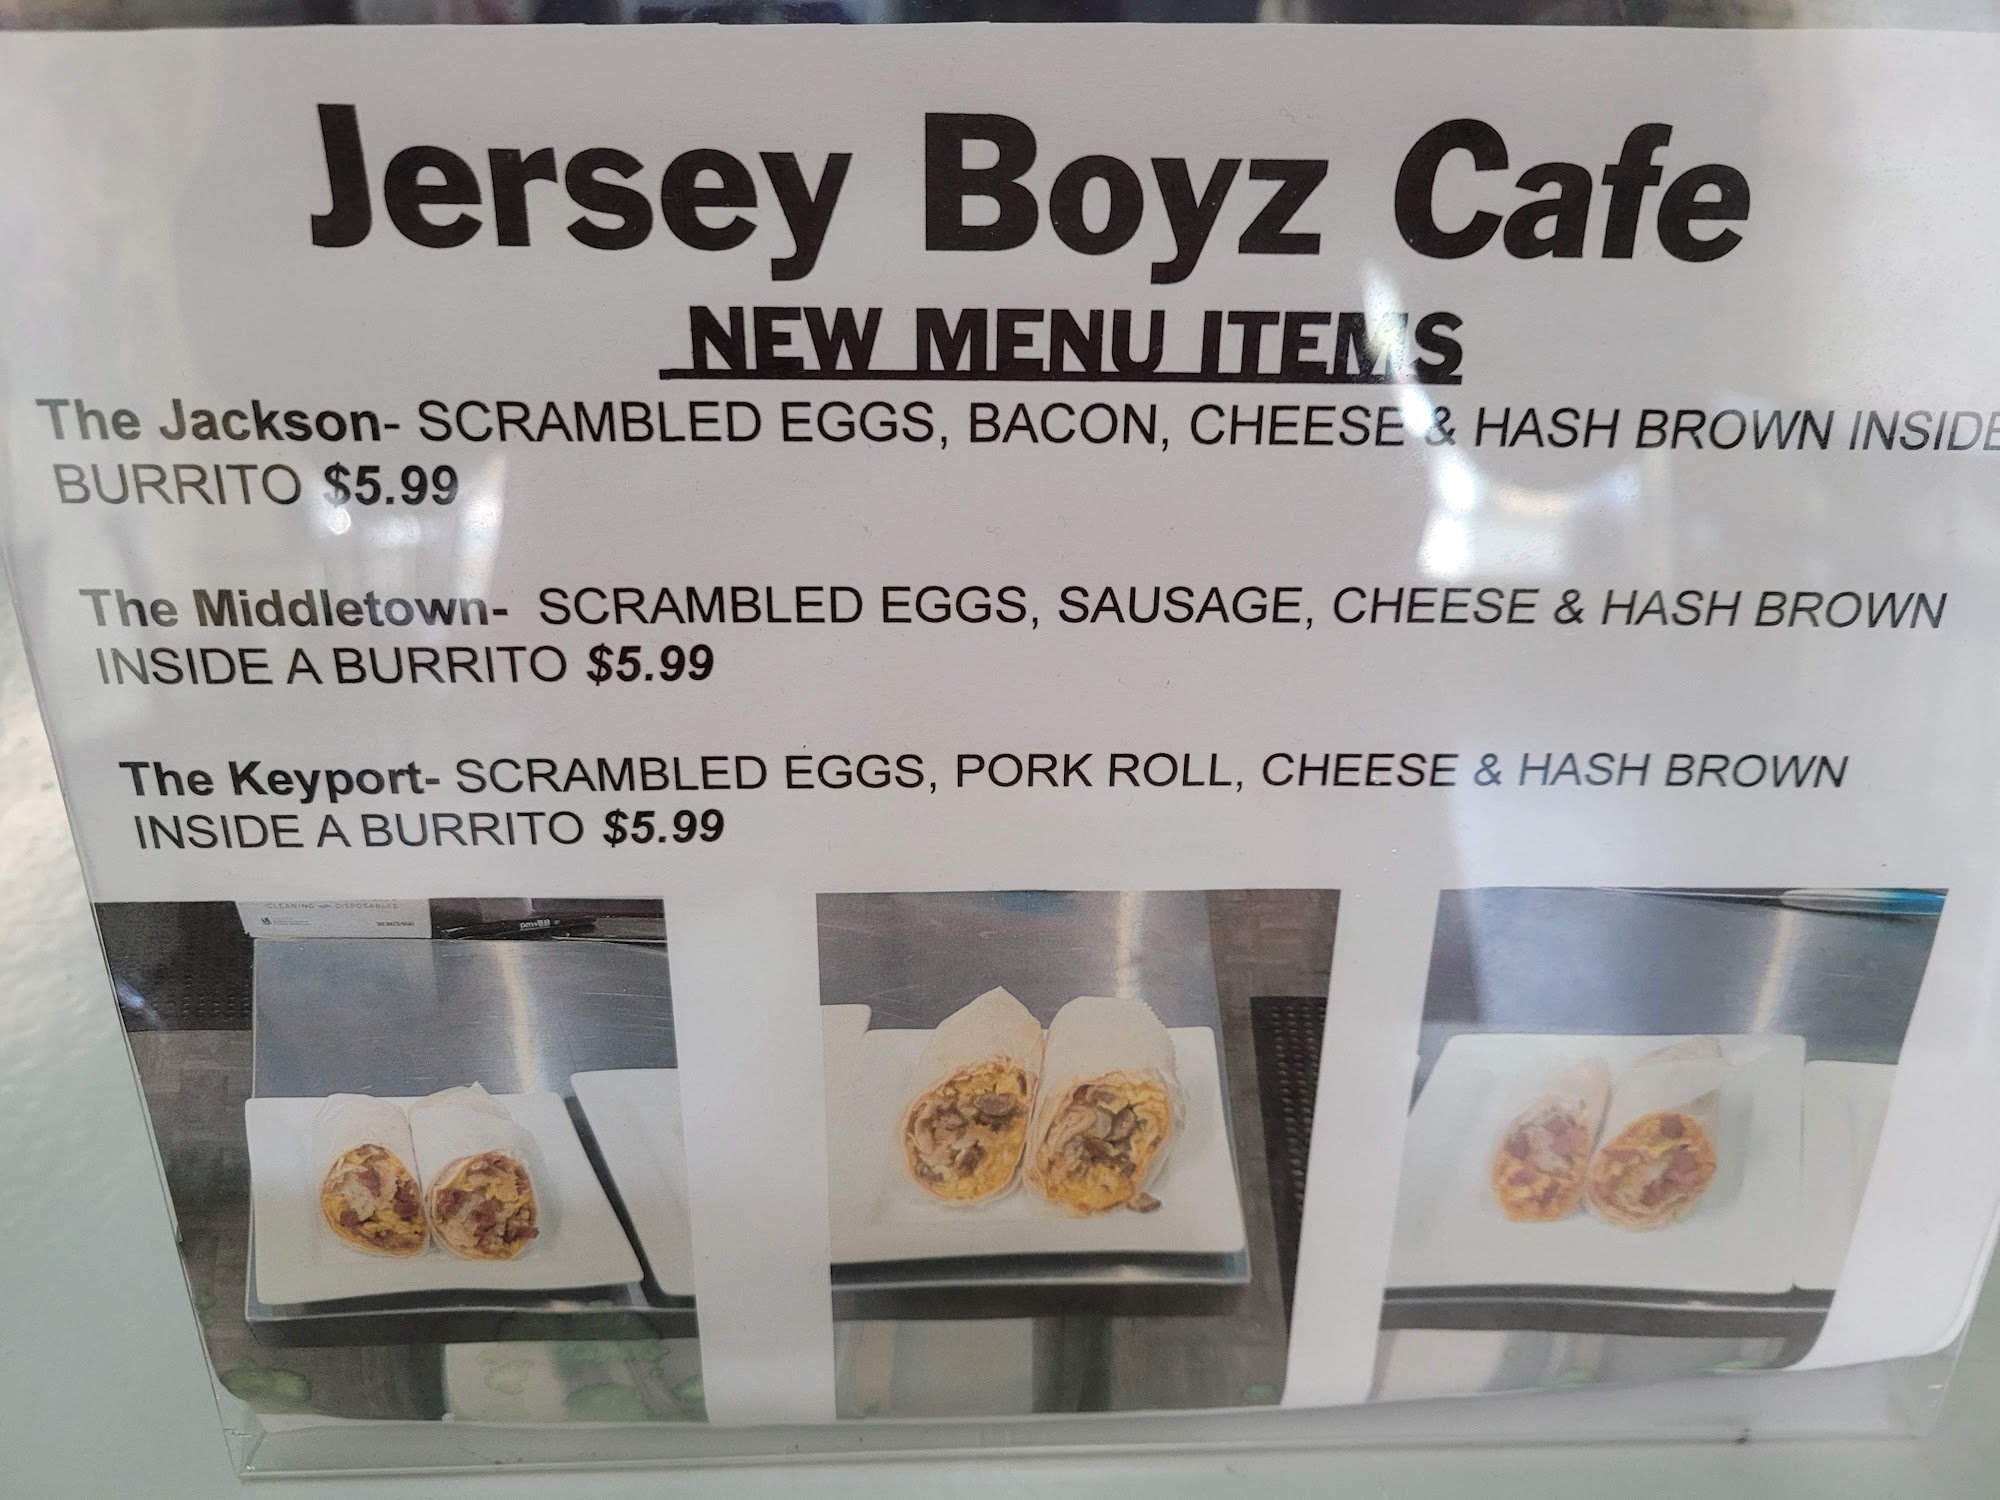 Jersey Boyz Cafe
NEW MENU ITEMS
The Jackson- SCRAMBLED EGGS, BACON, CHEESE & HASH BROWN INSIDE
BURRITO $5.99
The Middletown- SCRAMBLED EGGS, SAUSAGE, CHEESE & HASH BROWN
INSIDE A BURRITO $5.99
The Keyport- SCRAMBLED EGGS, PORK ROLL, CHEESE & HASH BROWN
INSIDE A BURRITO $5.99
CLEANING DISPOSABLES